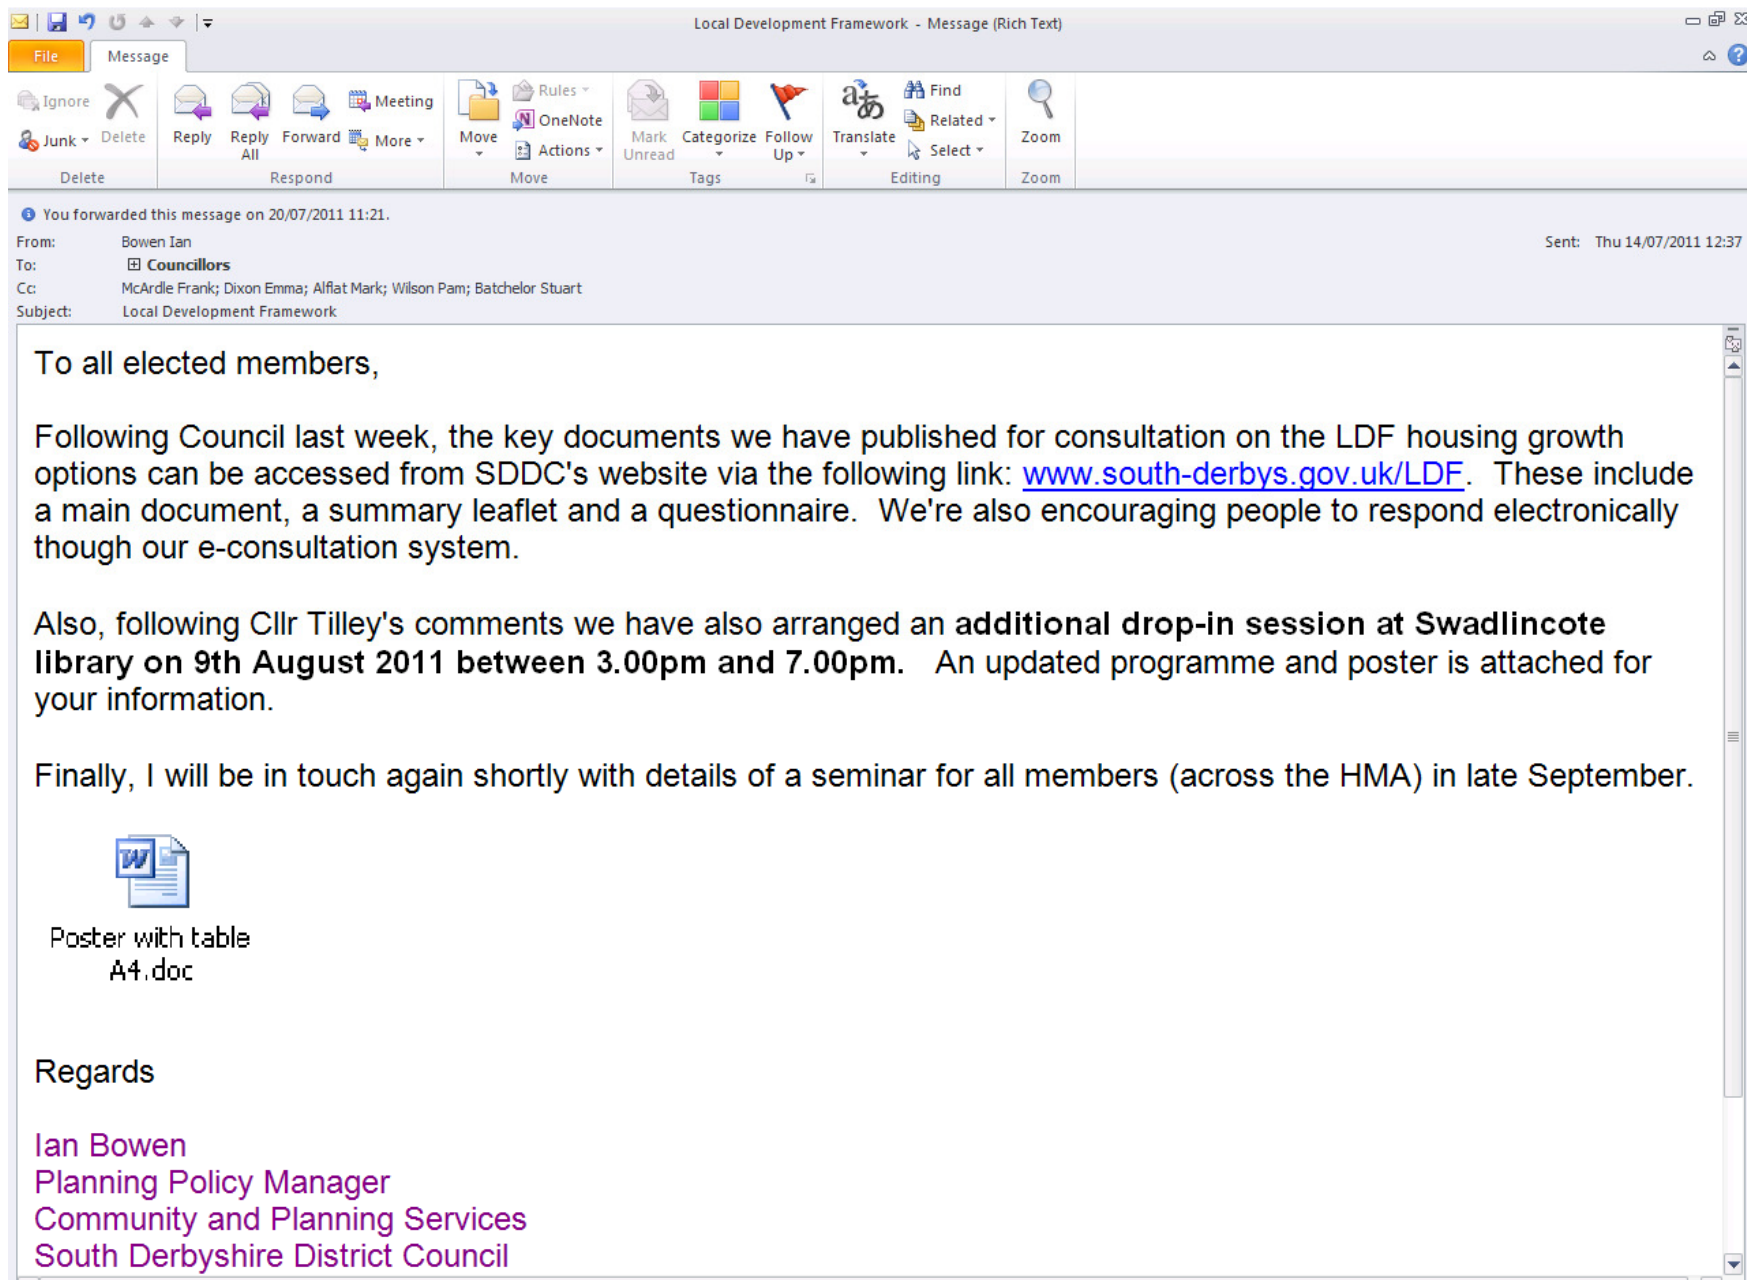 Local Development Framework - Message (Rich Text)
File Message
Ignore
Junk
Delete
Reply
Reply All
Forward
Meeting
More
Move
Rules
OneNote
Actions
Mark Unread
Categorize
Follow Up
Translate
Find
Related
Select
Zoom
Delete Respond Move Tags Editing Zoom
You forwarded this message on 20/07/2011 11:21.
From: Bowen Ian Sent: Thu 14/07/2011 12:37
To: Councillors
Cc: McArdle Frank; Dixon Emma; Alflat Mark; Wilson Pam; Batchelor Stuart
Subject: Local Development Framework
To all elected members,
Following Council last week, the key documents we have published for consultation on the LDF housing growth
options can be accessed from SDDC's website via the following link: www.south-derbys.gov.uk/LDF. These include
a main document, a summary leaflet and a questionnaire. We're also encouraging people to respond electronically
though our e-consultation system.
Also, following Cllr Tilley's comments we have also arranged an additional drop-in session at Swadlincote
library on 9th August 2011 between 3.00pm and 7.00pm. An updated programme and poster is attached for
your information.
Finally, I will be in touch again shortly with details of a seminar for all members (across the HMA) in late September.
Poster with table
A4.doc
Regards
Ian Bowen
Planning Policy Manager
Community and Planning Services
South Derbyshire District Council